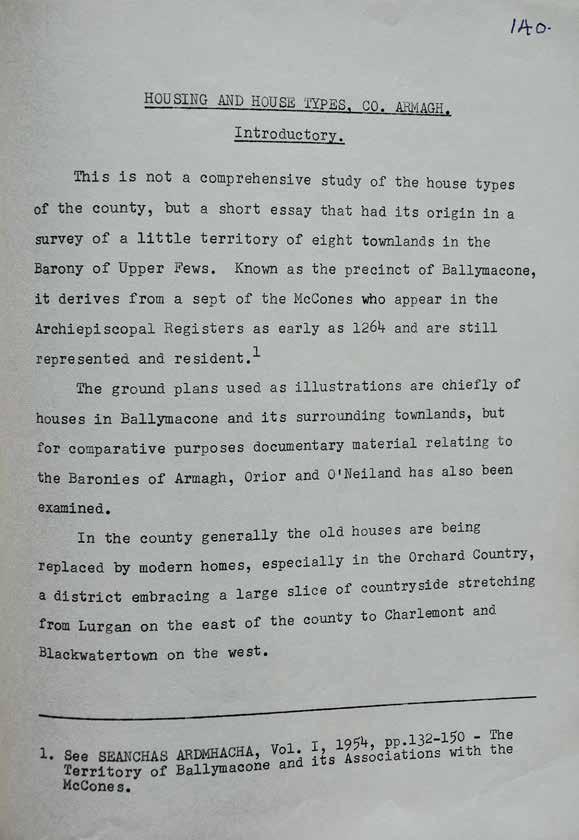 140.
HOUSING AND HOUSE TYPES, CO. ARMAGH.
Introductory.
This is not a comprehensive study of the house types
of the county, but a short essay that had its origin in a
survey of a little territory of eight townlands in the
Barony of Upper Fews. Known as the precinct of Ballymacone,
it derives from a sept of the McCones who appear in the
Archiepiscopal Registers as early as 1264 and are still
represented and resident.1
The ground plans used as illustrations are chiefly of
houses in Ballymacone and its surrounding townlands, but
for comparative purposes documentary material relating to
the Baronies of Armagh, Orior and O'Neiland has also been
examined.
In the county generally the old houses are being
replaced by modern homes, especially in the Orchard Country,
a district embracing a large slice of countryside stretching
from Lurgan on the east of the county to Charlemont and
Blackwatertown on the west.
1. See SEANCHAS ARDMHACHA, Vol. I, 1954, pp.132-150 - The
Territory of Ballymacone and its Associations with the
McCones.